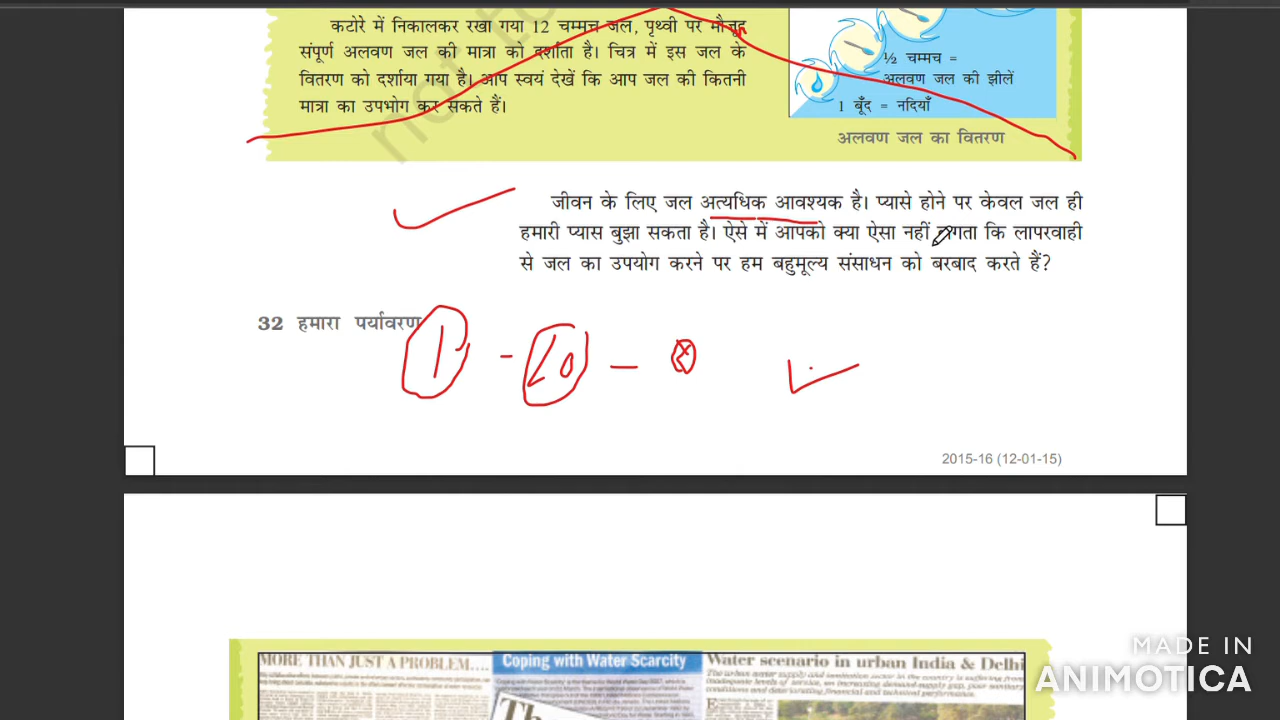 कटोरे में निकालकर रखा गया 12 चम्मच जल, पृथ्वी पर मौजूद
संपूर्ण अलवण जल की मात्रा को दर्शाता है। चित्र में इस जल के
वितरण को दर्शाया गया है। आप स्वयं देखें कि आप जल की कितनी
मात्रा का उपभोग कर सकते हैं।
½ चम्मच =
अलवण जल की झीलें
1 बूँद = नदियाँ
अलवण जल का वितरण
जीवन के लिए जल अत्यधिक आवश्यक है। प्यासे होने पर केवल जल ही
हमारी प्यास बुझा सकता है। ऐसे में आपको क्या ऐसा नहीं लगता कि लापरवाही
से जल का उपयोग करने पर हम बहुमूल्य संसाधन को बरबाद करते हैं?
32 हमारा पर्यावरण
1 - 20 -
2015-16 (12-01-15)
MORE THAN JUST A PROBLEM....
Coping with Water Scarcity
Water scenario in urban India & Delhi
MADE IN
ANIMOTICA